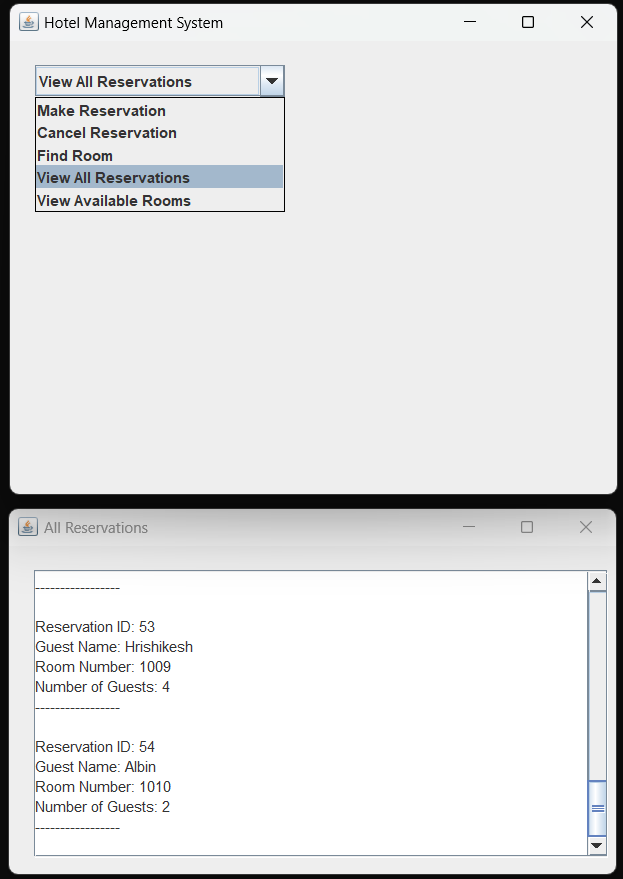 Hotel Management System
View All Reservations
Make Reservation
Cancel Reservation
Find Room
View All Reservations
View Available Rooms
All Reservations
-----------------
Reservation ID: 53
Guest Name: Hrishikesh
Room Number: 1009
Number of Guests: 4
-----------------
Reservation ID: 54
Guest Name: Albin
Room Number: 1010
Number of Guests: 2
-----------------